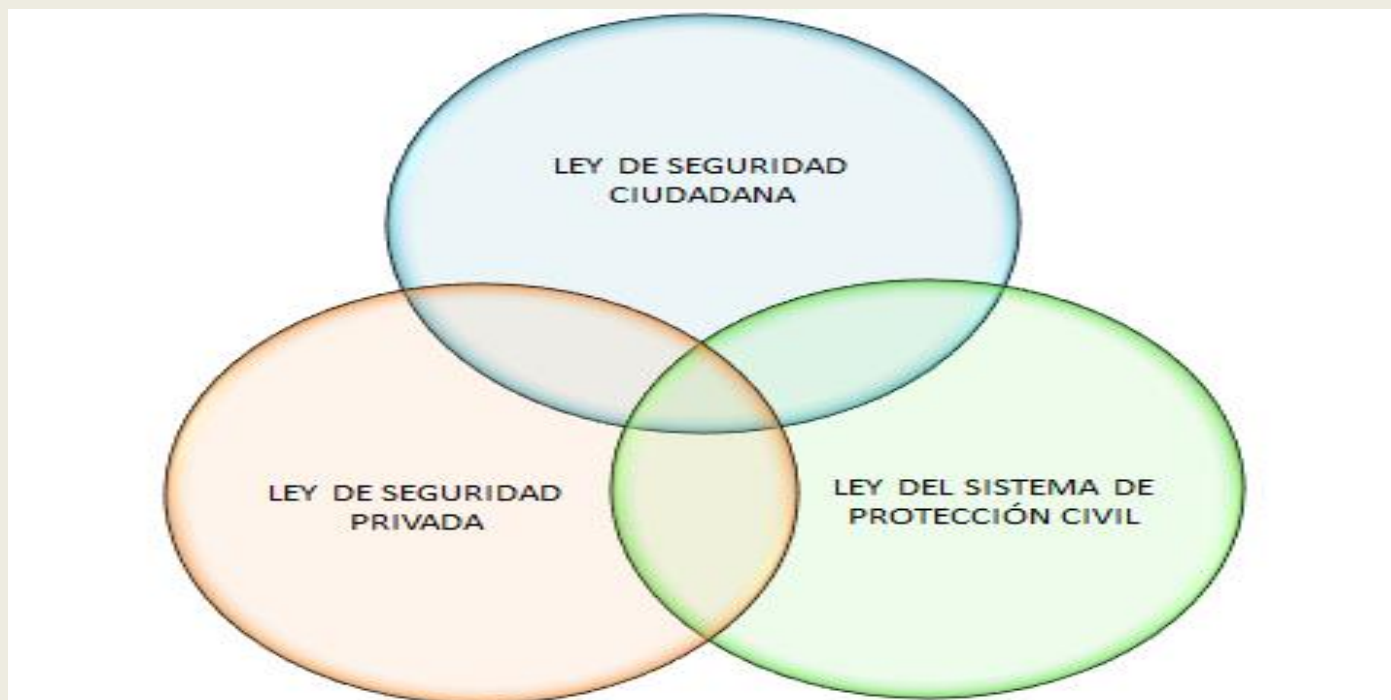 LEY DE SEGURIDAD
CIUDADANA
LEY DE SEGURIDAD
PRIVADA
LEY DEL SISTEMA DE
PROTECCIÓN CIVIL